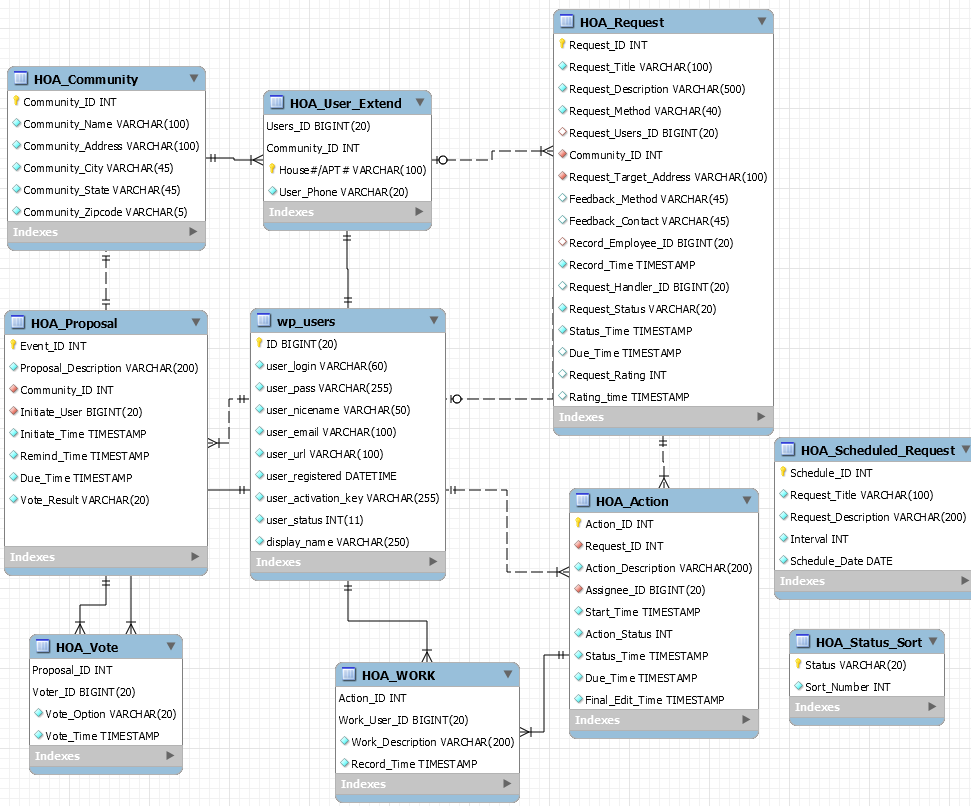 HOA_Community
Community_ID INT
Community_Name VARCHAR(100)
Community_Address VARCHAR(100)
Community_City VARCHAR(45)
Community_State VARCHAR(45)
Community_Zipcode VARCHAR(5)
Indexes
HOA_User_Extend
Users_ID BIGINT(20)
Community_ID INT
House#/APT# VARCHAR(100)
User_Phone VARCHAR(20)
Indexes
HOA_Request
Request_ID INT
Request_Title VARCHAR(100)
Request_Description VARCHAR(500)
Request_Method VARCHAR(40)
Request_Users_ID BIGINT(20)
Community_ID INT
Request_Target_Address VARCHAR(100)
Feedback_Method VARCHAR(45)
Feedback_Contact VARCHAR(45)
Record_Employee_ID BIGINT(20)
Record_Time TIMESTAMP
Request_Handler_ID BIGINT(20)
Request_Status VARCHAR(20)
Status_Time TIMESTAMP
Due_Time TIMESTAMP
Request_Rating INT
Rating_time TIMESTAMP
Indexes
HOA_Proposal
Event_ID INT
Proposal_Description VARCHAR(200)
Community_ID INT
Initiate_User BIGINT(20)
Initiate_Time TIMESTAMP
Remind_Time TIMESTAMP
Due_Time TIMESTAMP
Vote_Result VARCHAR(20)
Indexes
wp_users
ID BIGINT(20)
user_login VARCHAR(60)
user_pass VARCHAR(255)
user_nicename VARCHAR(50)
user_email VARCHAR(100)
user_url VARCHAR(100)
user_registered DATETIME
user_activation_key VARCHAR(255)
user_status INT(11)
display_name VARCHAR(250)
Indexes
HOA_Scheduled_Request
Schedule_ID INT
Request_Title VARCHAR(100)
Request_Description VARCHAR(200)
Interval INT
Schedule_Date DATE
Indexes
HOA_Action
Action_ID INT
Request_ID INT
Action_Description VARCHAR(200)
Assignee_ID BIGINT(20)
Start_Time TIMESTAMP
Action_Status INT
Status_Time TIMESTAMP
Due_Time TIMESTAMP
Final_Edit_Time TIMESTAMP
Indexes
HOA_Vote
Proposal_ID INT
Voter_ID BIGINT(20)
Vote_Option VARCHAR(20)
Vote_Time TIMESTAMP
Indexes
HOA_WORK
Action_ID INT
Work_User_ID BIGINT(20)
Work_Description VARCHAR(200)
Record_Time TIMESTAMP
Indexes
HOA_Status_Sort
Status VARCHAR(20)
Sort_Number INT
Indexes